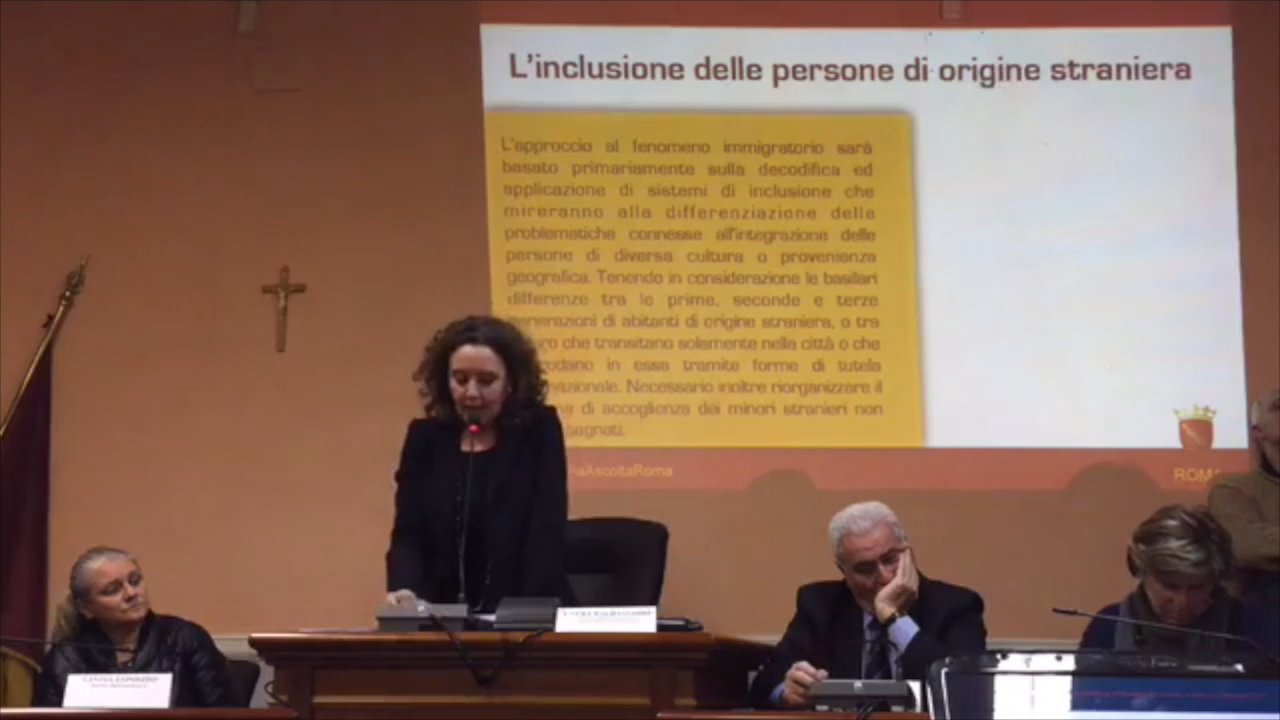 L'inclusione delle persone di origine straniera
L'approccio al fenomeno immigratorio sarà
basato primariamente sulla decodifica ed
applicazione di sistemi di inclusione che
mireranno alla differenziazione delle
problematiche connesse all'integrazione delle
persone di diversa cultura o provenienza
geografica. Tenendo in considerazione le basilari
differenze tra le prime, seconde e terze
generazioni di abitanti di origine straniera, o tra
che transitano solamente nella città o che
in essa tramite forme di tutela
Necessario inoltre riorganizzare il
di accoglienza dei minori stranieri non
AscoltaRoma
ROMA
CINZIA ESPOSITO